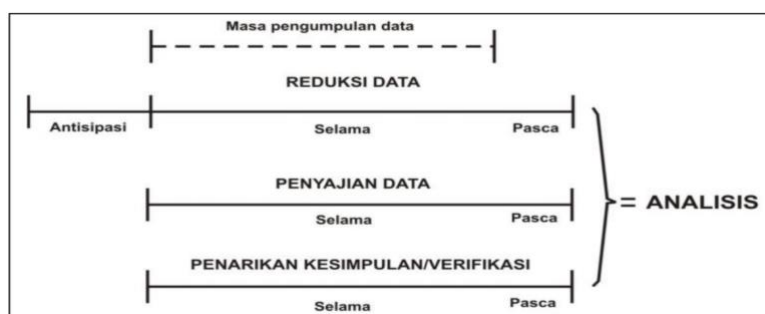 Masa pengumpulan data
REDUKSI DATA
Antisipasi Selama Pasca
PENYAJIAN DATA
Selama Pasca
= ANALISIS
PENARIKAN KESIMPULAN/VERIFIKASI
Selama Pasca